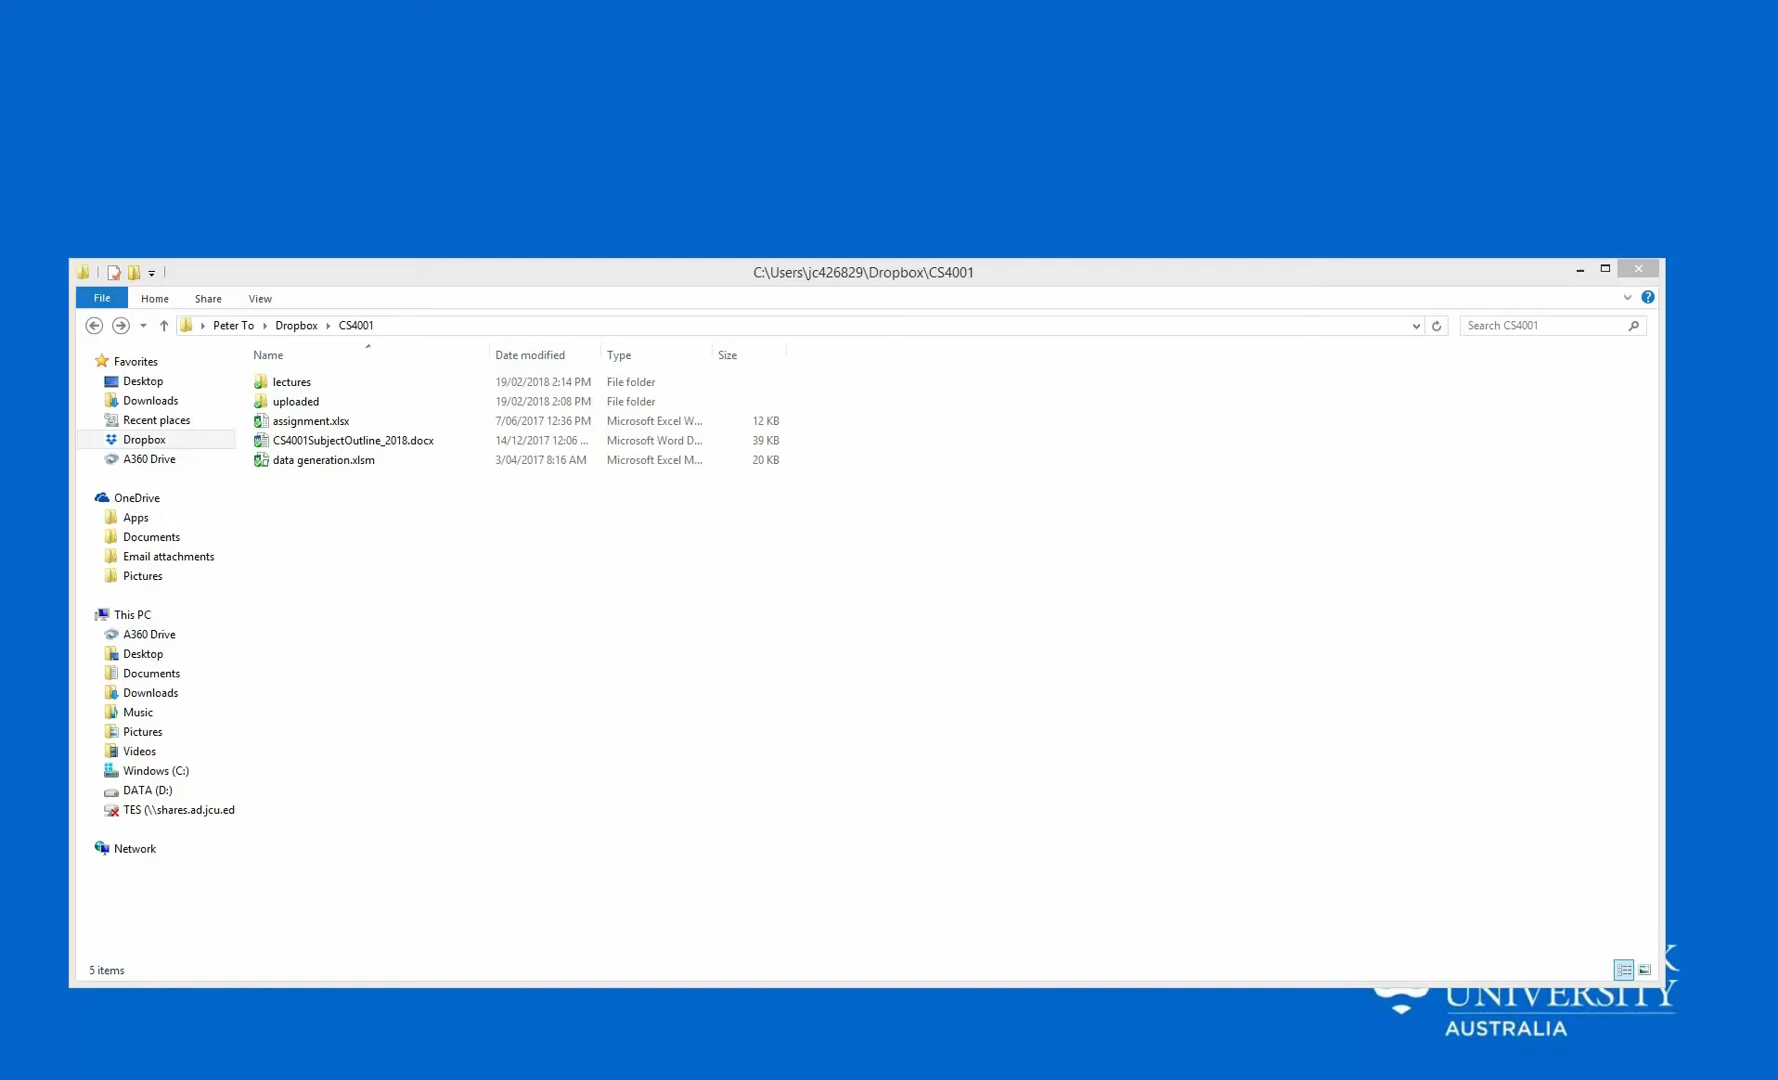 C:\Users\jc426829\Dropbox\CS4001
File Home Share View
Peter To Dropbox CS4001 Search CS4001
Name Date modified Type Size
Favorites
Desktop
Downloads
Recent places
Dropbox
A360 Drive
OneDrive
Apps
Documents
Email attachments
Pictures
This PC
A360 Drive
Desktop
Documents
Downloads
Music
Pictures
Videos
Windows (C:)
DATA (D:)
TES (\\shares.ad.jcu.ed
Network
lectures 19/02/2018 2:14 PM File folder
uploaded 19/02/2018 2:08 PM File folder
assignment.xlsx 7/06/2017 12:36 PM Microsoft Excel W... 12 KB
CS4001SubjectOutline_2018.docx 14/12/2017 12:06 ... Microsoft Word D... 39 KB
data generation.xlsm 3/04/2017 8:16 AM Microsoft Excel M... 20 KB
5 items
UNIVERSITY
AUSTRALIA